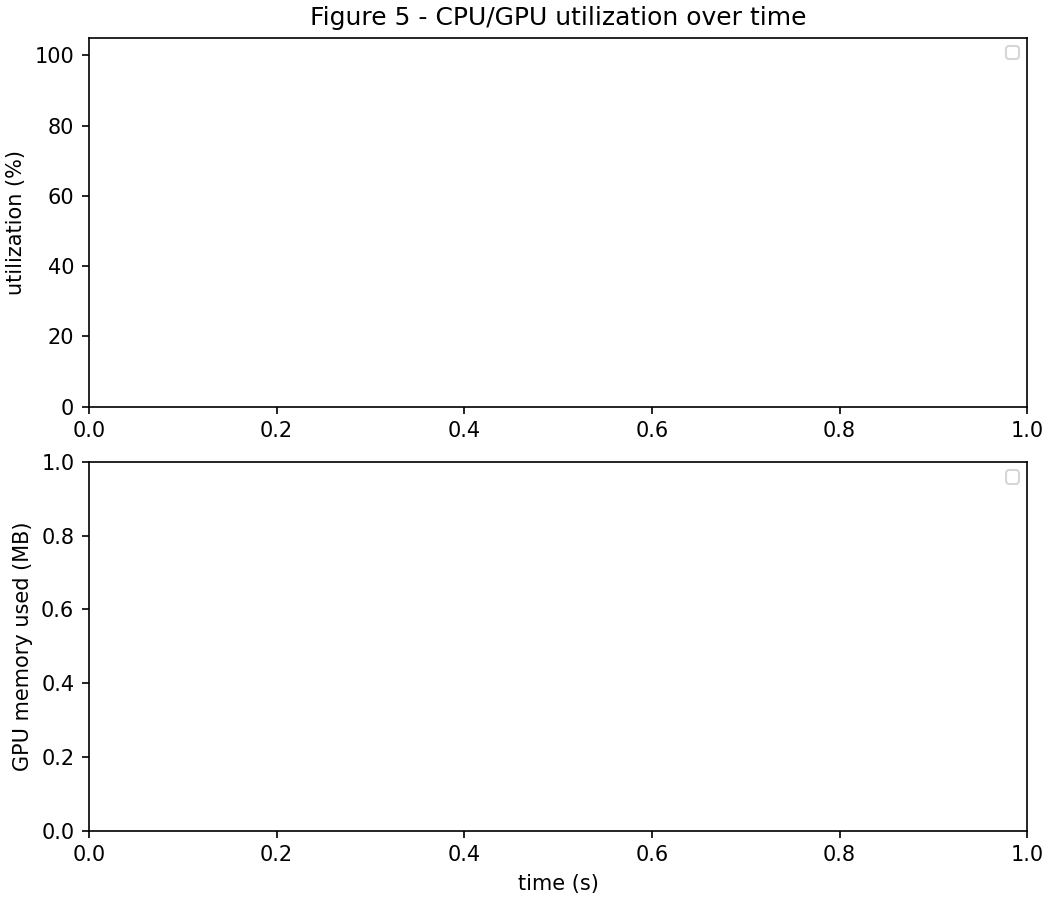 Figure 5 - CPU/GPU utilization over time
100
80
60
40
20
0
utilization (%)
0.0 0.2 0.4 0.6 0.8 1.0
1.0
0.8
0.6
0.4
0.2
0.0
GPU memory used (MB)
0.0 0.2 0.4 0.6 0.8 1.0
time (s)